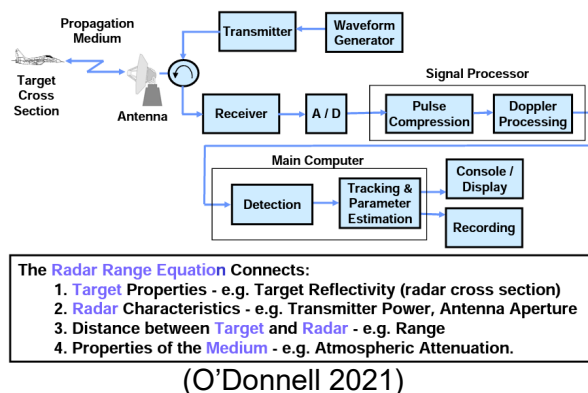 Propagation
Medium
Target
Cross
Section
Antenna
Transmitter
Waveform
Generator
Signal Processor
Receiver
A / D
Pulse
Compression
Doppler
Processing
Main Computer
Detection
Tracking &
Parameter
Estimation
Console /
Display
Recording
The Radar Range Equation Connects:
1. Target Properties - e.g. Target Reflectivity (radar cross section)
2. Radar Characteristics - e.g. Transmitter Power, Antenna Aperture
3. Distance between Target and Radar - e.g. Range
4. Properties of the Medium - e.g. Atmospheric Attenuation.
(O'Donnell 2021)